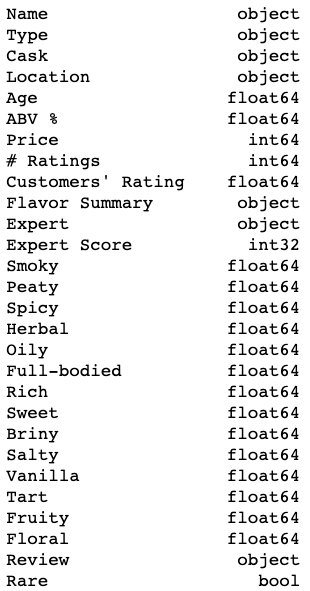 Name object
Type object
Cask object
Location object
Age float64
ABV % float64
Price int64
# Ratings int64
Customers' Rating float64
Flavor Summary object
Expert object
Expert Score int32
Smoky float64
Peaty float64
Spicy float64
Herbal float64
Oily float64
Full-bodied float64
Rich float64
Sweet float64
Briny float64
Salty float64
Vanilla float64
Tart float64
Fruity float64
Floral float64
Review object
Rare bool